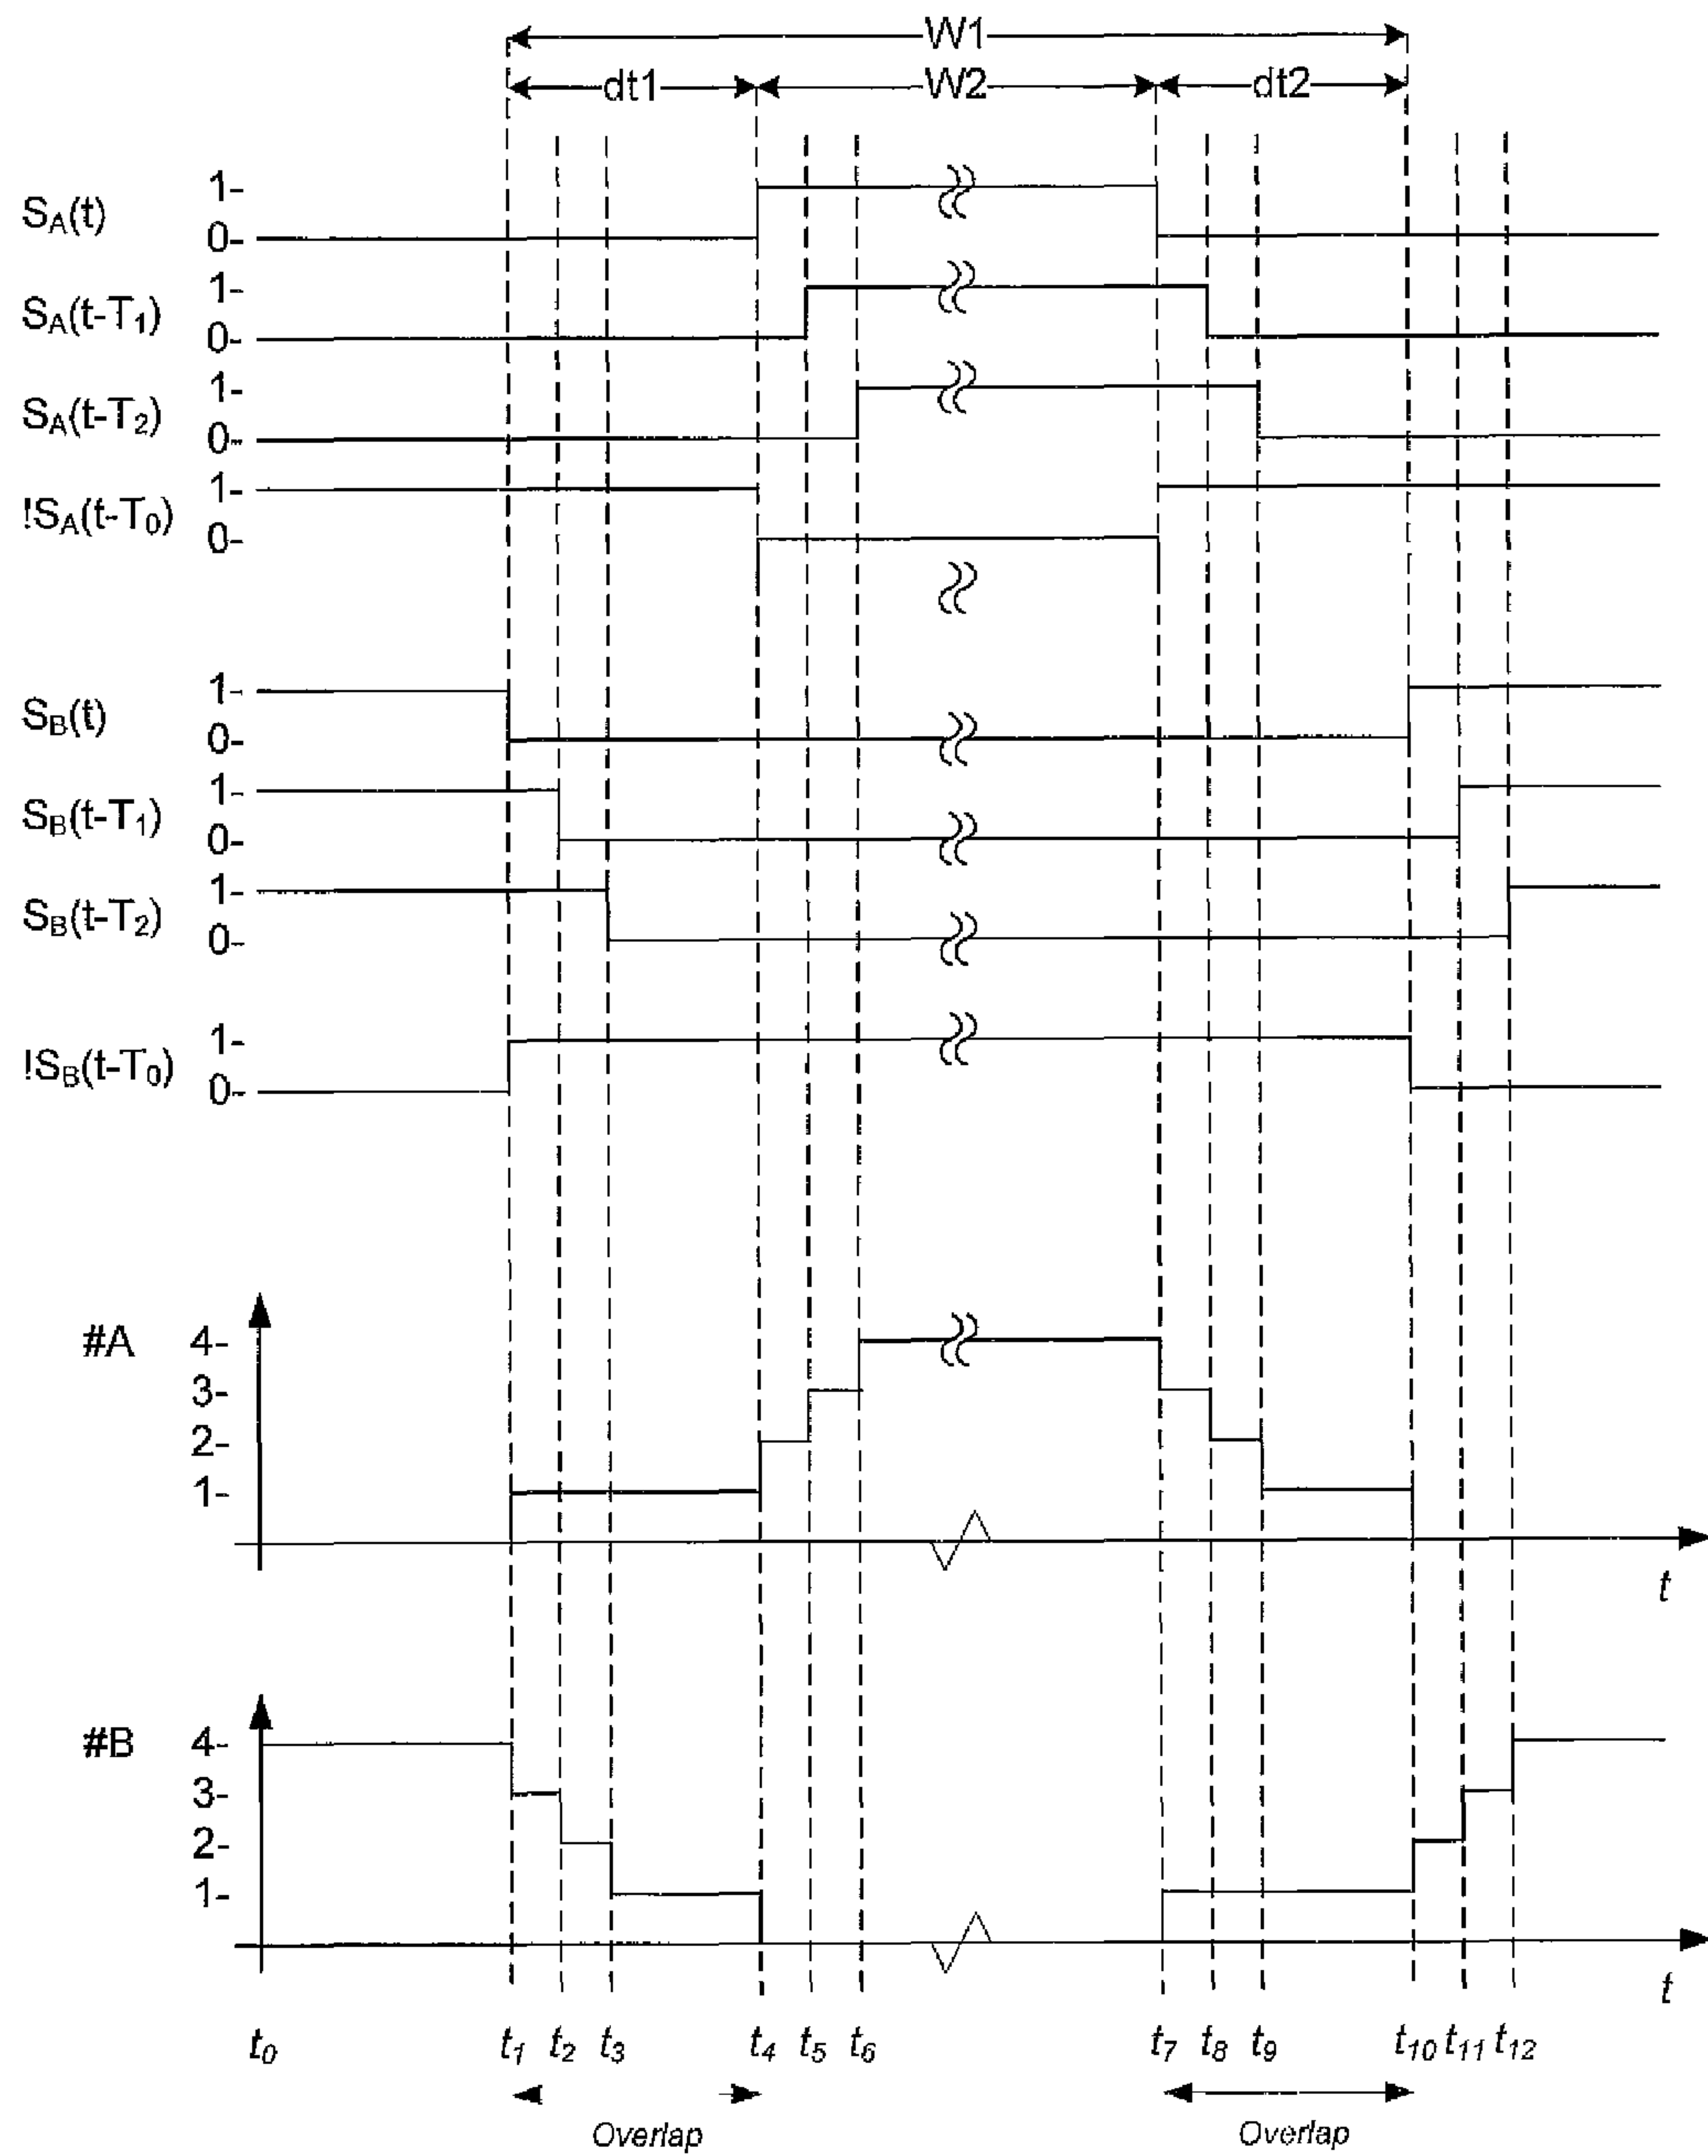 W1
dt1 W2 dt2
S_A(t) 1- 0-
S_A(t-T_1) 1- 0-
S_A(t-T_2) 1- 0-
!S_A(t-T_0) 1- 0-
S_B(t) 1- 0-
S_B(t-T_1) 1- 0-
S_B(t-T_2) 1- 0-
!S_B(t-T_0) 1- 0-
#A 4-
3-
2-
1-
t
#B 4-
3-
2-
1-
t
t_0 t_1 t_2 t_3 t_4 t_5 t_6 t_7 t_8 t_9 t_10 t_11 t_12
Overlap Overlap